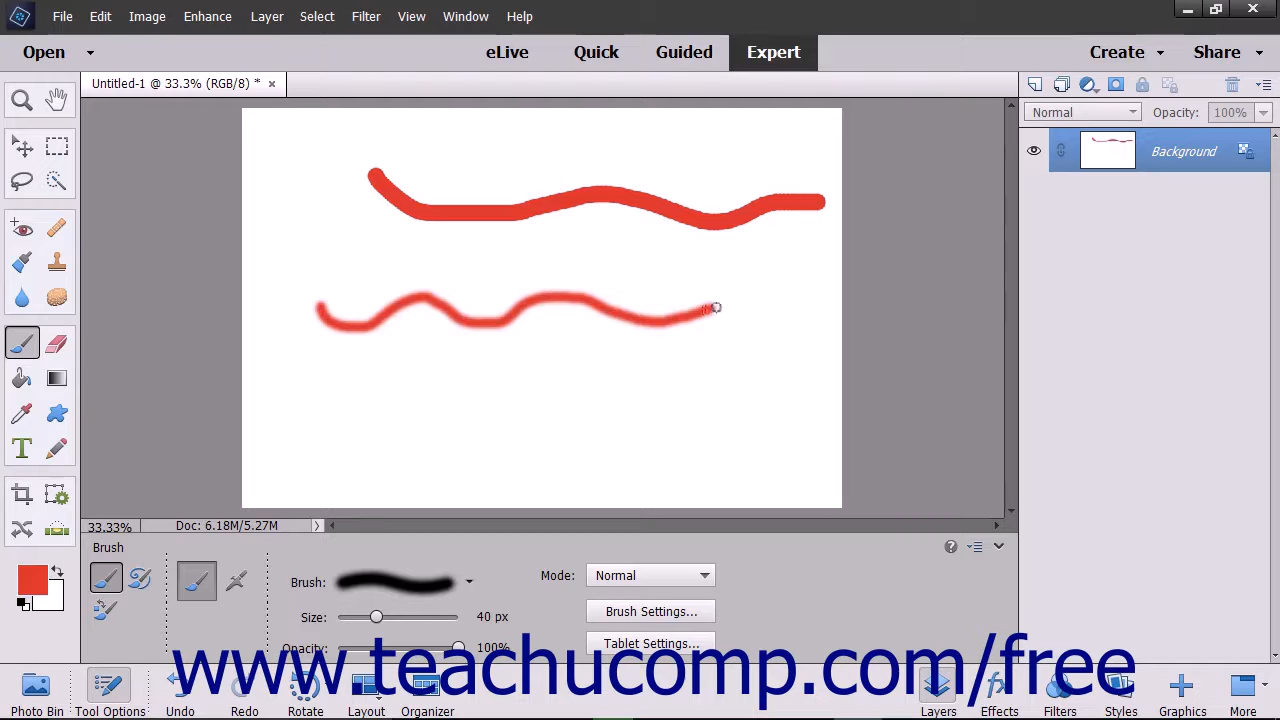 File Edit Image Enhance Layer Select Filter View Window Help
Open eLive Quick Guided Expert Create Share
Untitled-1 @ 33.3% (RGB/8) * ×
Normal Opacity: 100%
Background
T
33.33% Doc: 6.18M/5.27M
Brush
Brush: Mode: Normal
Size: 40 px Brush Settings...
Opacity: 100% Tablet Settings...
www.teachucomp.com/free
Photo Bin Tool Options Undo Redo Rotate Layout Organizer Layers Effects Filters Styles Graphics More